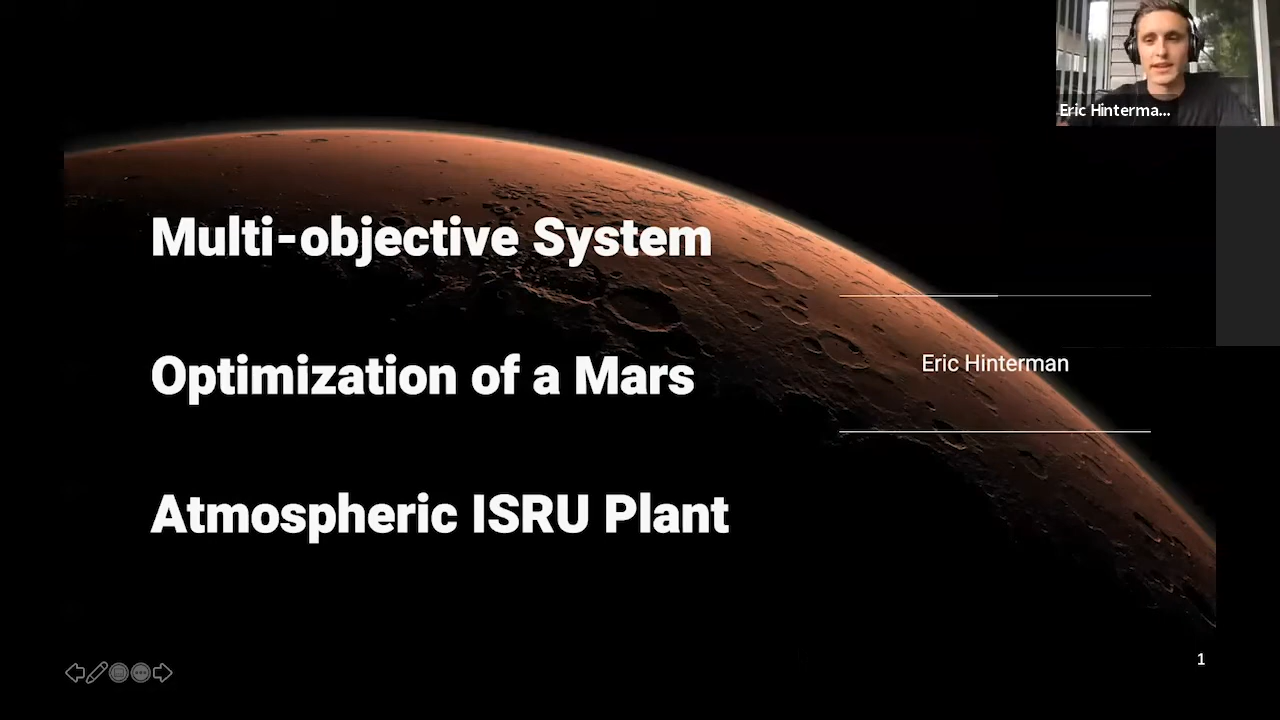 Eric Hinterma...
Multi-objective System
Optimization of a Mars
Atmospheric ISRU Plant
Eric Hinterman
1